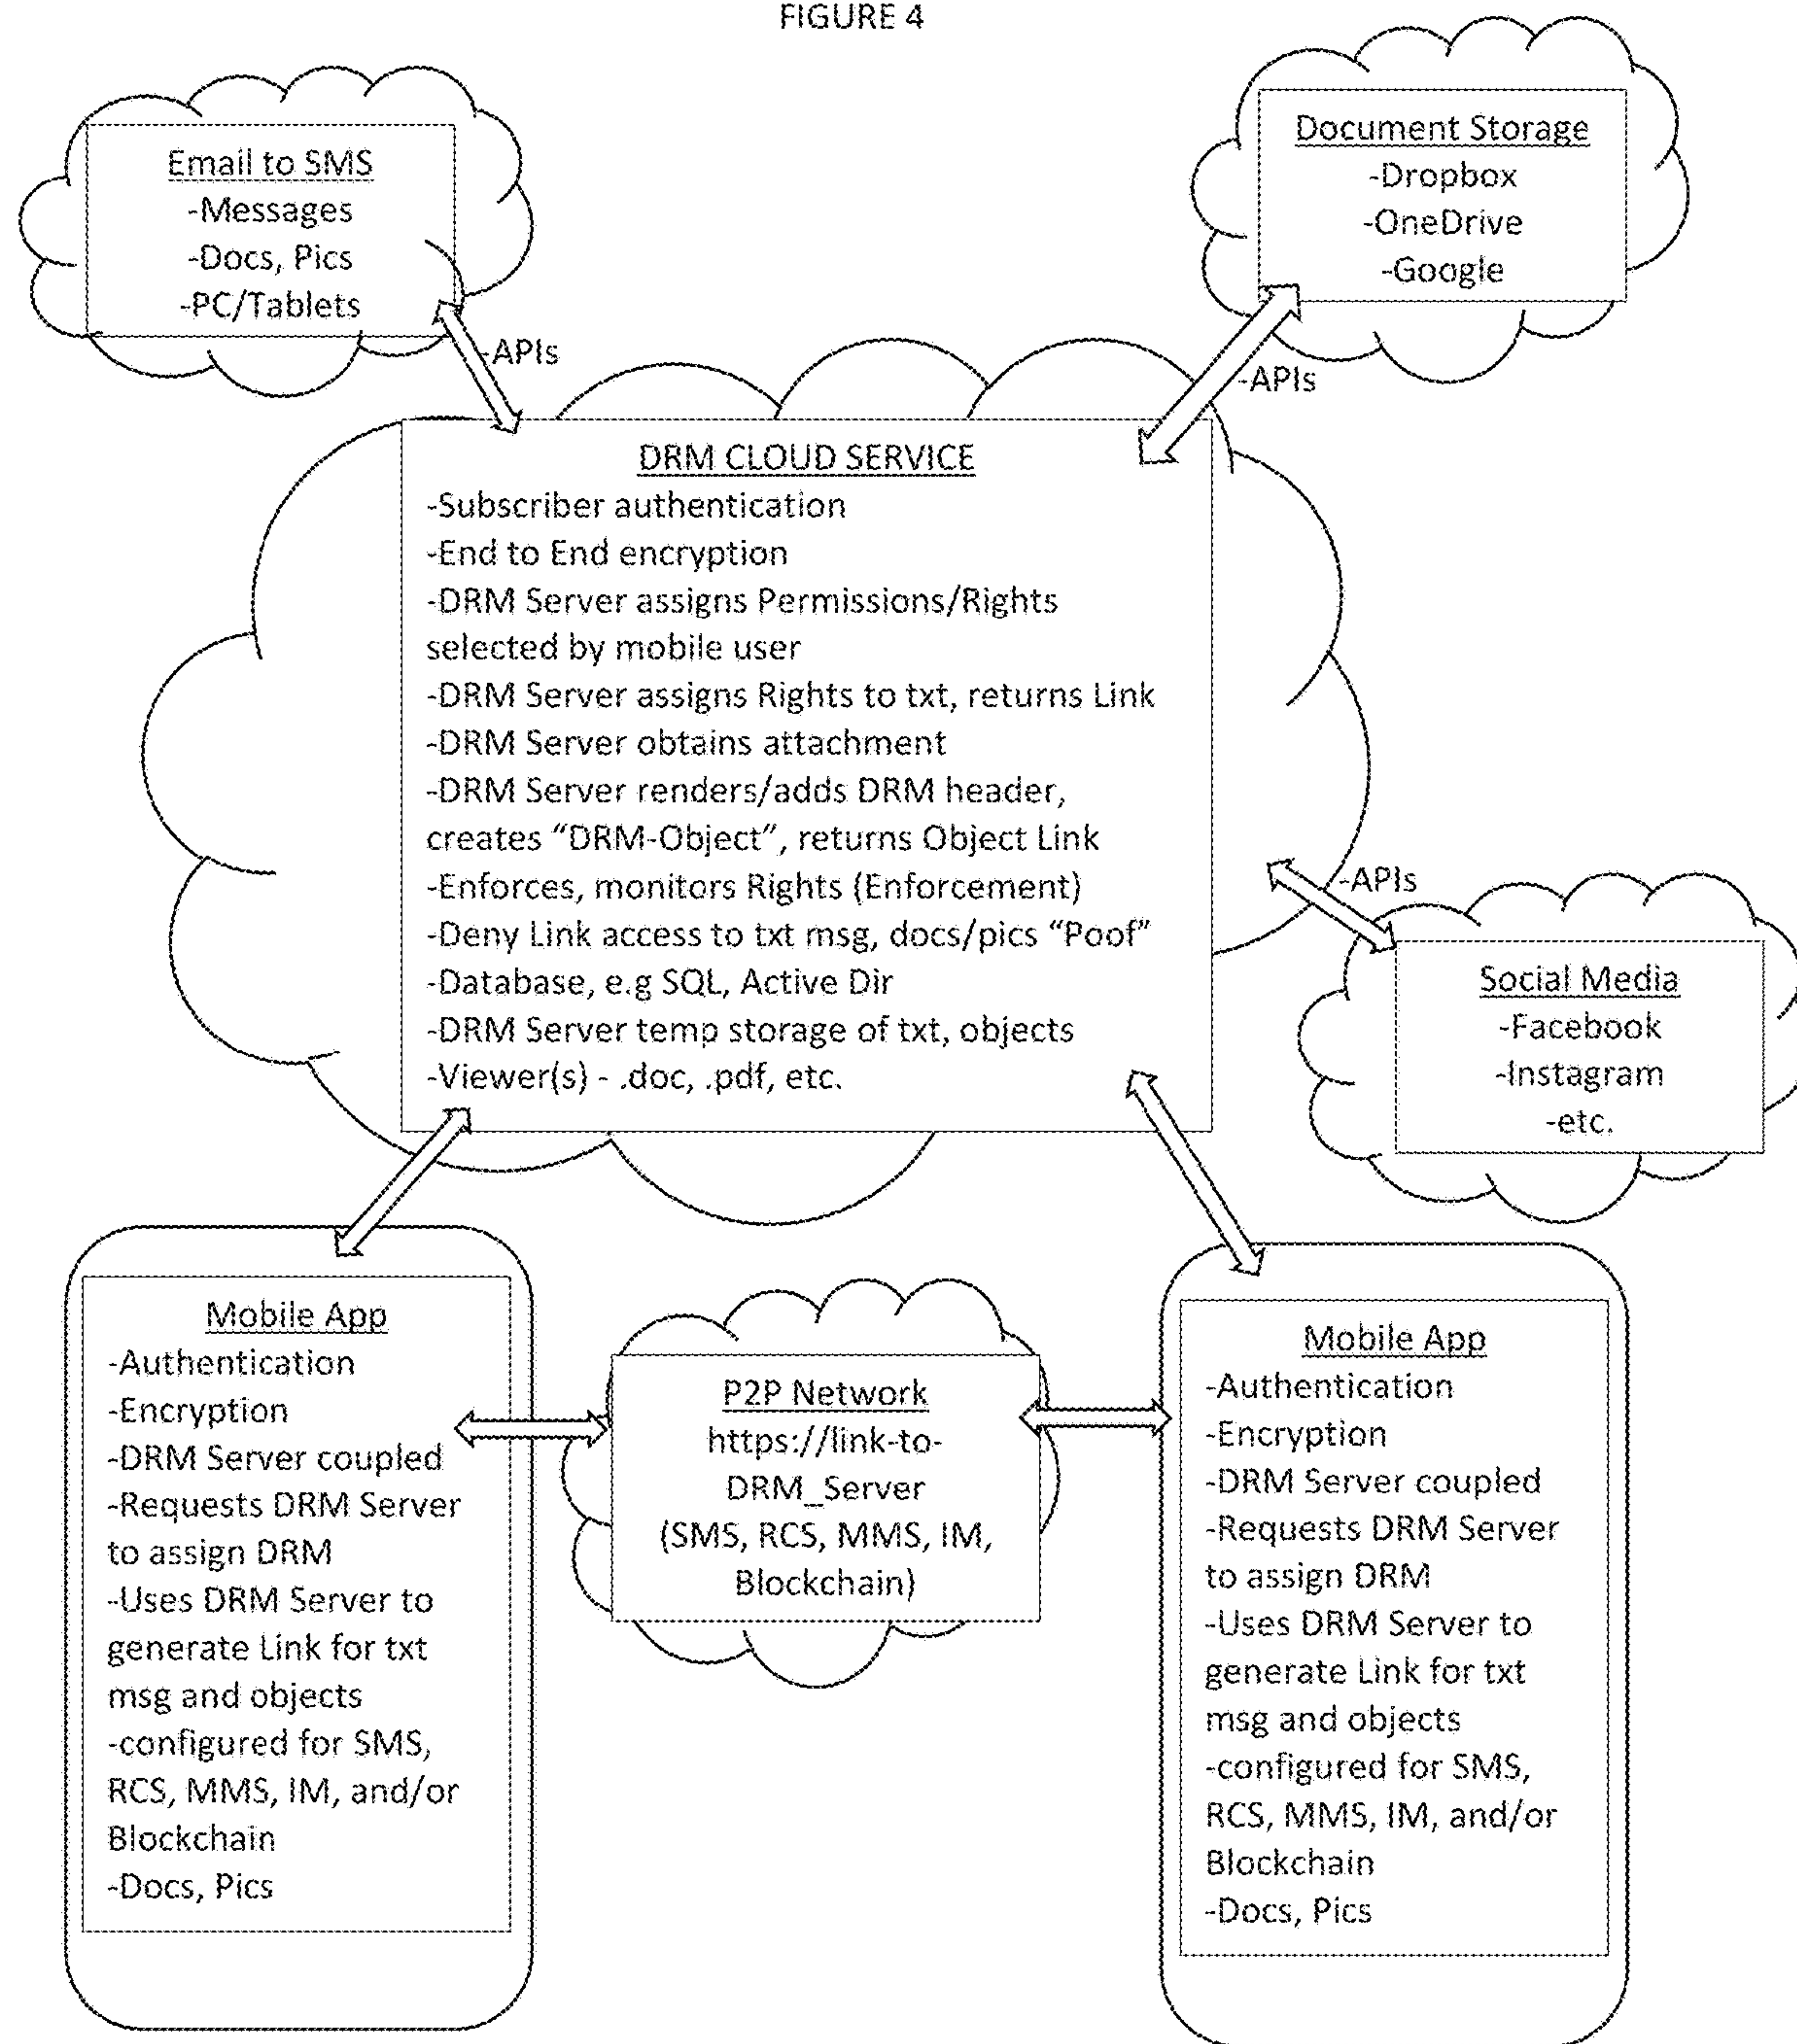 FIGURE 4
Email to SMS
-Messages
-Docs, Pics
-PC/Tablets
-APIs
Document Storage
-Dropbox
-OneDrive
-Google
-APIs
DRM CLOUD SERVICE
-Subscriber authentication
-End to End encryption
-DRM Server assigns Permissions/Rights
selected by mobile user
-DRM Server assigns Rights to txt, returns Link
-DRM Server obtains attachment
-DRM Server renders/adds DRM header,
creates “DRM-Object”, returns Object Link
-Enforces, monitors Rights (Enforcement)
-Deny Link access to txt msg, docs/pics “Poof”
-Database, e.g SQL, Active Dir
-DRM Server temp storage of txt, objects
-Viewer(s) - .doc, .pdf, etc.
-APIs
Social Media
-Facebook
-Instagram
-etc.
Mobile App
-Authentication
-Encryption
-DRM Server coupled
-Requests DRM Server
to assign DRM
-Uses DRM Server to
generate Link for txt
msg and objects
-configured for SMS,
RCS, MMS, IM, and/or
Blockchain
-Docs, Pics
P2P Network
https://link-to-
DRM_Server
(SMS, RCS, MMS, IM,
Blockchain)
Mobile App
-Authentication
-Encryption
-DRM Server coupled
-Requests DRM Server
to assign DRM
-Uses DRM Server to
generate Link for txt
msg and objects
-configured for SMS,
RCS, MMS, IM, and/or
Blockchain
-Docs, Pics